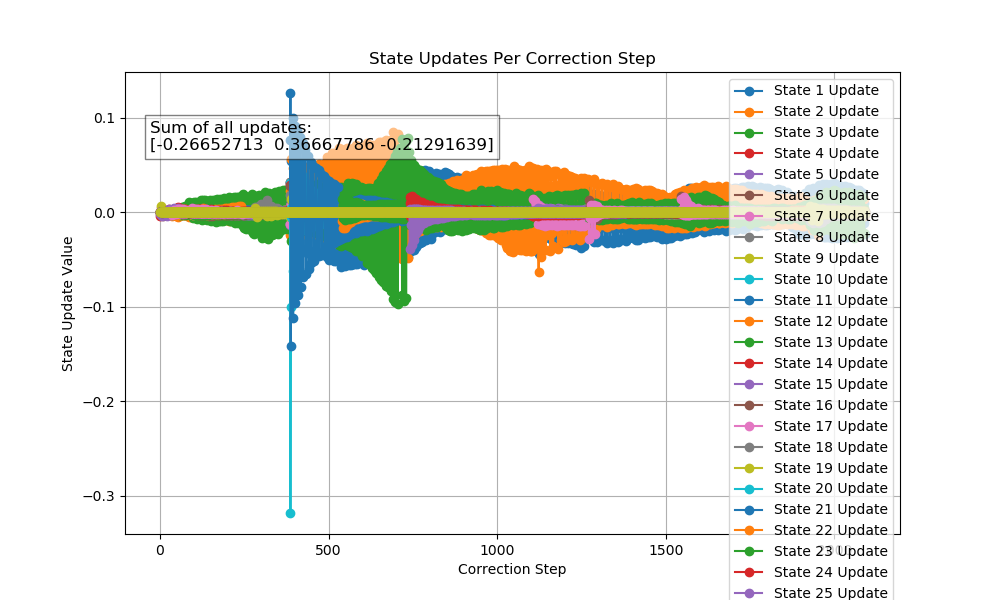 State Updates Per Correction Step
Sum of all updates:
[-0.26652713  0.36667786 -0.21291639]
State Update Value
0.1
0.0
−0.1
−0.2
−0.3
0
500
1000
1500
Correction Step
State 1 Update
State 2 Update
State 3 Update
State 4 Update
State 5 Update
State 6 Update
State 7 Update
State 8 Update
State 9 Update
State 10 Update
State 11 Update
State 12 Update
State 13 Update
State 14 Update
State 15 Update
State 16 Update
State 17 Update
State 18 Update
State 19 Update
State 20 Update
State 21 Update
State 22 Update
State 23 Update
State 24 Update
State 25 Update